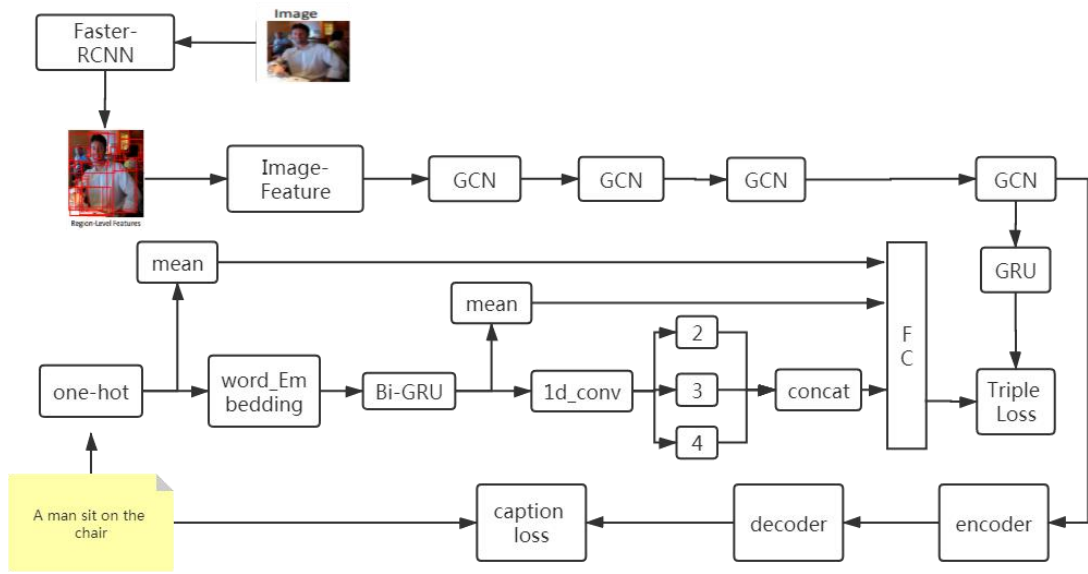 Image
Faster-
RCNN
Region-Level Features
Image-
Feature
GCN
GCN
GCN
GCN
mean
GRU
mean
F
C
2
one-hot
word_Em
bedding
Bi-GRU
1d_conv
3
concat
Triple
Loss
4
A man sit on the
chair
caption
loss
decoder
encoder